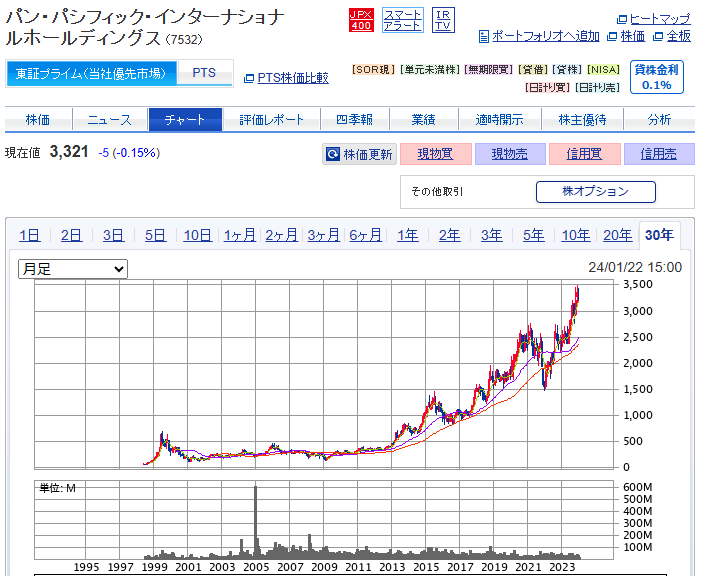 パン・パシフィック・インターナショナ
ルホールディングス (7532)
JPX
400
スマート
アラート
IR
TV
ヒートマップ
ポートフォリオへ追加 株価 全板
東証プライム(当社優先市場) PTS
PTS株価比較
[SOR現] [単元未満株] [無期限寞] [貸借] [貸株] [NISA]
[日計り寞] [日計り売]
貸株金利
0.1%
株価 ニュース チャート 評価レポート 四季報 業績 適時開示 株主優待 分析
現在値 3,321 -5 (-0.15%)
株価更新 現物買 現物売 信用買 信用売
その他取引 株オプション
1日 2日 3日 5日 10日 1ヶ月 2ヶ月 3ヶ月 6ヶ月 1年 2年 3年 5年 10年 20年 30年
月足
24/01/22 15:00
3,500
3,000
2,500
2,000
1,500
1,000
500
0
単位: M
600M
500M
400M
300M
200M
100M
1995 1997 1999 2001 2003 2005 2007 2009 2011 2013 2015 2017 2019 2021 2023